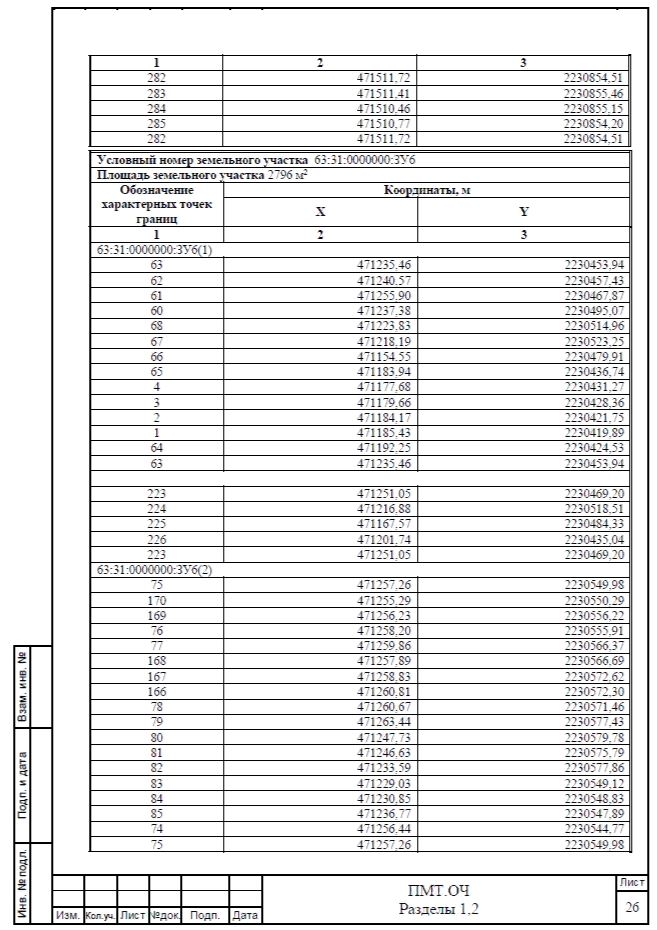 1 2 3
282 471511,72 2230854,51
283 471511,41 2230855,46
284 471510,46 2230855,15
285 471510,77 2230854,20
282 471511,72 2230854,51
Условный номер земельного участка 63:31:0000000:ЗУ6
Площадь земельного участка 2796 м²
Обозначение
характерных точек
границ
Координаты, м
X Y
1 2 3
63:31:0000000:ЗУ6(1)
63 471235,46 2230453,94
62 471240,57 2230457,43
61 471255,90 2230467,87
60 471237,38 2230495,07
68 471223,83 2230514,96
67 471218,19 2230523,25
66 471154,55 2230479,91
65 471183,94 2230436,74
4 471177,68 2230431,27
3 471179,66 2230428,36
2 471184,17 2230421,75
1 471185,43 2230419,89
64 471192,25 2230424,53
63 471235,46 2230453,94
223 471251,05 2230469,20
224 471216,88 2230518,51
225 471167,57 2230484,33
226 471201,74 2230435,04
223 471251,05 2230469,20
63:31:0000000:ЗУ6(2)
75 471257,26 2230549,98
170 471255,29 2230550,29
169 471256,23 2230556,22
76 471258,20 2230555,91
77 471259,86 2230566,37
168 471257,89 2230566,69
167 471258,83 2230572,62
166 471260,81 2230572,30
78 471260,67 2230571,46
79 471263,44 2230577,43
80 471247,73 2230579,78
81 471246,63 2230575,79
82 471233,59 2230577,86
83 471229,03 2230549,12
84 471230,85 2230548,83
85 471236,77 2230547,89
74 471256,44 2230544,77
75 471257,26 2230549,98
Взам. инв. №
Подп. и дата
Инв. № подл.
Изм. Кол.уч. Лист №док. Подп. Дата
ПМТ.ОЧ
Разделы 1,2
Лист
26